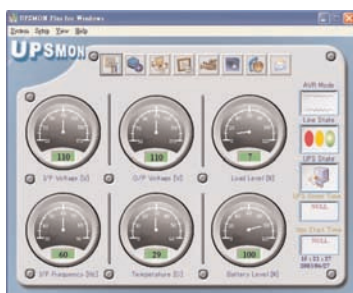 UPSMON Plus for Windows
System Setup View Help
UPSMON
AVR Mode
Line State
110
110
7
I/P Voltage [V]
O/P Voltage [V]
Load Level [%]
UPS State
NULL
60
29
100
NULL
I/P Frequency [Hz]
Temperature [C]
Battery Level [%]